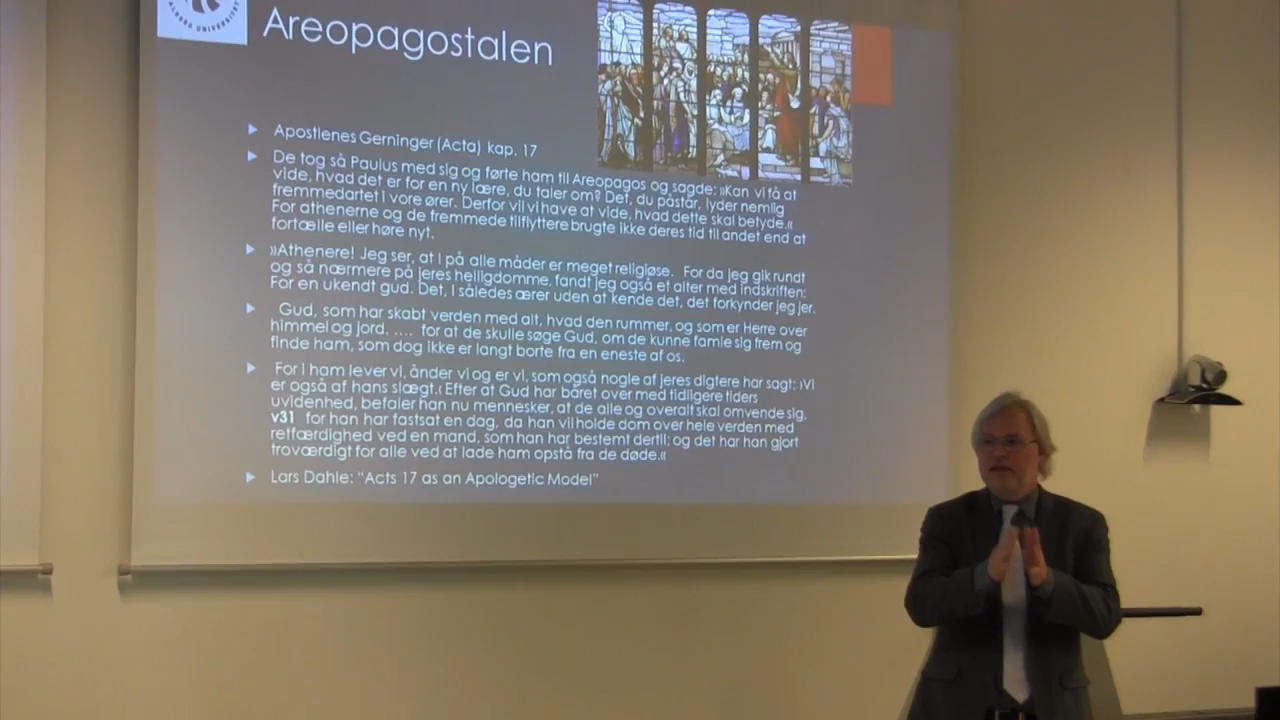 AALBORG UNIVERSITET
Areopagostalen
Apostlenes Gerninger (Acta) kap. 17
De tog så Paulus med sig og førte ham til Areopagos og sagde: »Kan vi få at
vide, hvad det er for en ny lære, du taler om? Det, du påstår, lyder nemlig
fremmedartet i vore ører. Derfor vil vi have at vide, hvad dette skal betyde.«
For athenerne og de fremmede tilflyttere brugte ikke deres tid til andet end at
fortælle eller høre nyt.
»Athenere! Jeg ser, at I på alle måder er meget religiøse. For da jeg gik rundt
og så nærmere på jeres helligdomme, fandt jeg også et alter med indskriften:
For en ukendt gud. Det, I således ærer uden at kende det, det forkynder jeg jer.
Gud, som har skabt verden med alt, hvad den rummer, og som er Herre over
himmel og jord. .... for at de skulle søge Gud, om de kunne famle sig frem og
finde ham, som dog ikke er langt borte fra en eneste af os.
For i ham lever vi, ånder vi og er vi, som også nogle af jeres digtere har sagt: ›Vi
er også af hans slægt.‹ Efter at Gud har båret over med tidligere tiders
uvidenhed, befaler han nu mennesker, at de alle og overalt skal omvende sig.
v31 for han har fastsat en dag, da han vil holde dom over hele verden med
retfærdighed ved en mand, som han har bestemt dertil; og det har han gjort
troværdigt for alle ved at lade ham opstå fra de døde.«
Lars Dahle: "Acts 17 as an Apologetic Model"